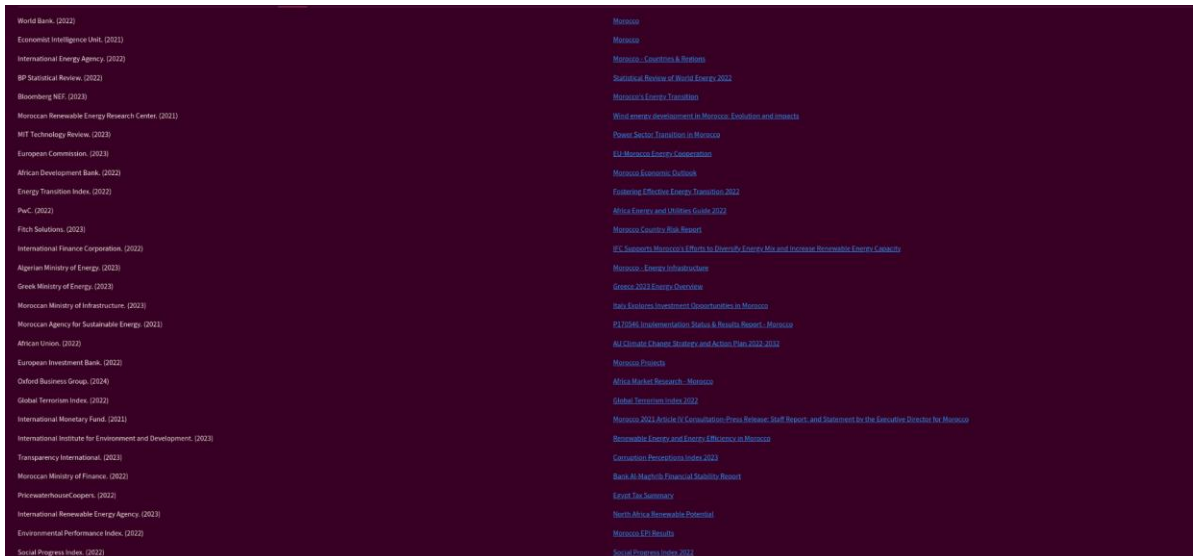 World Bank. (2022) Morocco
Economist Intelligence Unit. (2021) Morocco
International Energy Agency. (2022) Morocco - Countries & Regions
BP Statistical Review. (2022) Statistical Review of World Energy 2022
Bloomberg NEF. (2023) Morocco's Energy Transition
Moroccan Renewable Energy Research Center. (2021) Wind energy development in Morocco: Evolution and impacts
MIT Technology Review. (2023) Power Sector Transition in Morocco
European Commission. (2023) EU-Morocco Energy Cooperation
African Development Bank. (2022) Morocco Economic Outlook
Energy Transition Index. (2022) Fostering Effective Energy Transition 2022
PwC. (2022) Africa Energy and Utilities Guide 2022
Fitch Solutions. (2023) Morocco Country Risk Report
International Finance Corporation. (2022) IFC Supports Morocco's Efforts to Diversify Energy Mix and Increase Renewable Energy Capacity
Algerian Ministry of Energy. (2023) Morocco - Energy Infrastructure
Greek Ministry of Energy. (2023) Greece 2023 Energy Overview
Moroccan Ministry of Infrastructure. (2023) Italy Explores Investment Opportunities in Morocco
Moroccan Agency for Sustainable Energy. (2021) P170546 Implementation Status & Results Report - Morocco
African Union. (2022) AU Climate Change Strategy and Action Plan 2022-2032
European Investment Bank. (2022) Morocco Projects
Oxford Business Group. (2024) Africa Market Research - Morocco
Global Terrorism Index. (2022) Global Terrorism Index 2022
International Monetary Fund. (2021) Morocco 2021 Article IV Consultation-Press Release; Staff Report; and Statement by the Executive Director for Morocco
International Institute for Environment and Development. (2023) Renewable Energy and Energy Efficiency in Morocco
Transparency International. (2023) Corruption Perceptions Index 2023
Moroccan Ministry of Finance. (2022) Bank Al-Maghrib Financial Stability Report
PricewaterhouseCoopers. (2022) Egypt Tax Summary
International Renewable Energy Agency. (2023) North Africa Renewable Potential
Environmental Performance Index. (2022) Morocco EPI Results
Social Progress Index. (2022) Social Progress Index 2022